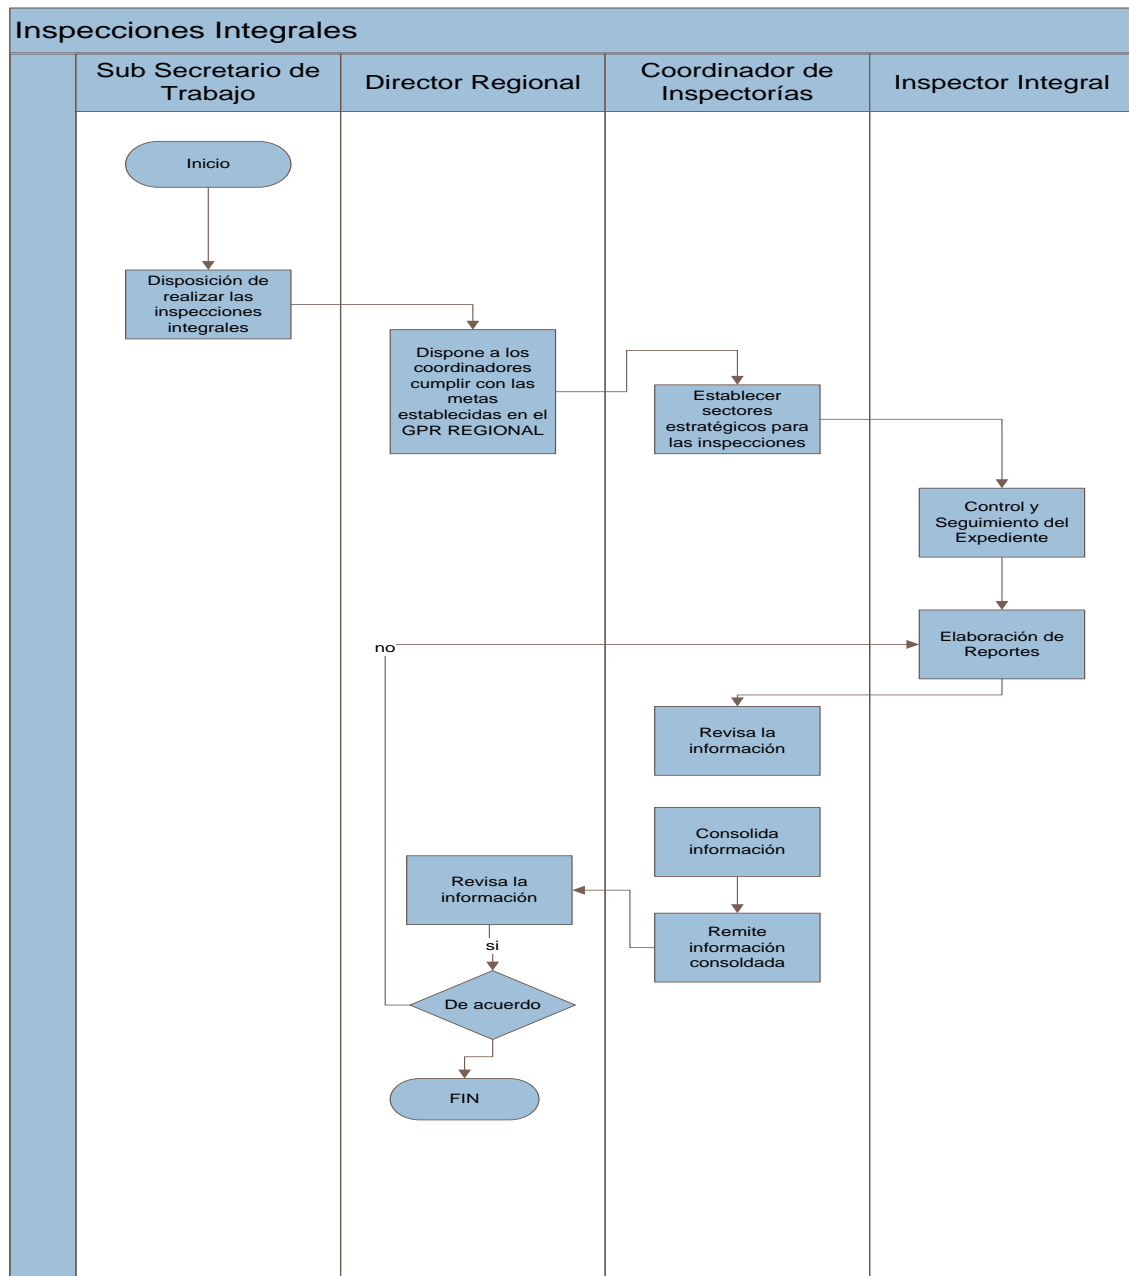 Inspecciones Integrales
Sub Secretario de
Trabajo
Director Regional
Coordinador de
Inspectorías
Inspector Integral
Inicio
Disposición de
realizar las
inspecciones
integrales
Dispone a los
coordinadores
cumplir con las
metas
establecidas en el
GPR REGIONAL
Establecer
sectores
estratégicos para
las inspecciones
Control y
Seguimiento del
Expediente
Elaboración de
Reportes
no
Revisa la
información
Consolida
información
Revisa la
información
Remite
información
consoldada
si
De acuerdo
FIN